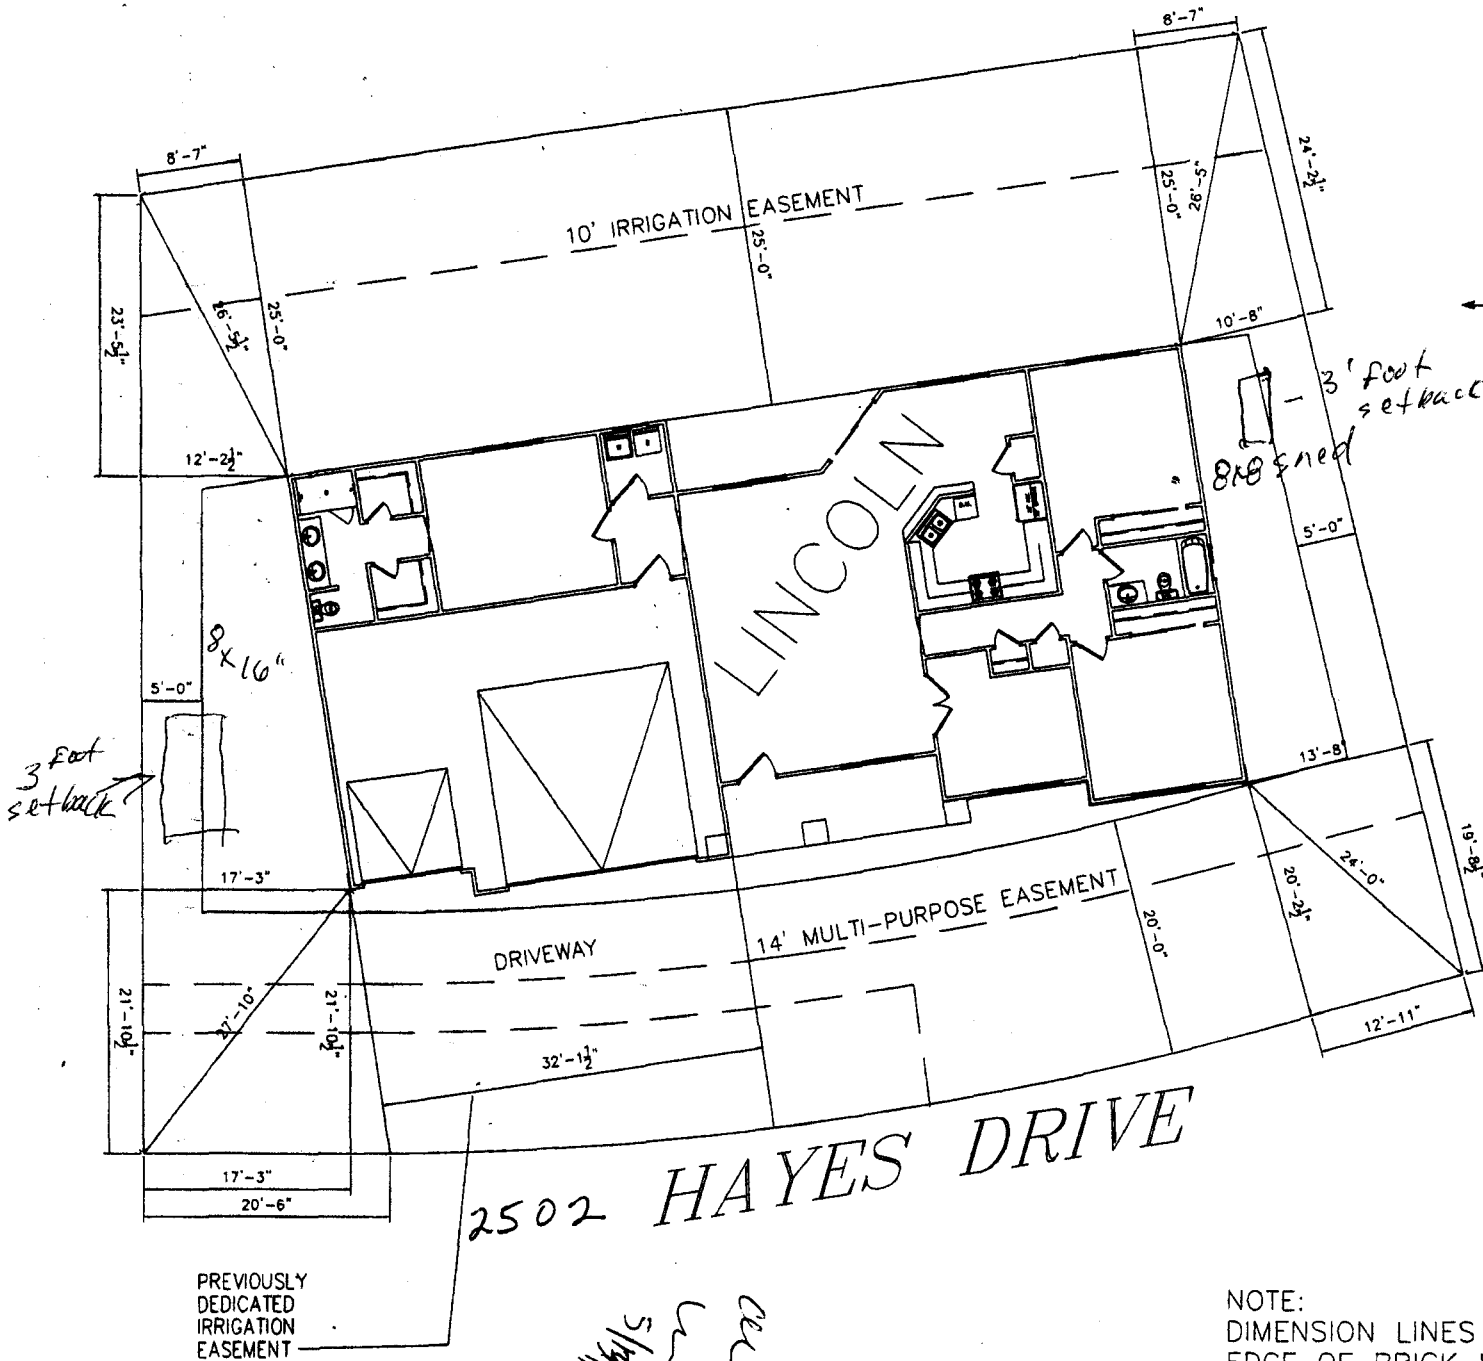 8'-7"
8'-7"
24'-2½"
10' IRRIGATION EASEMENT
25'-0"
26'-5"
25'-0"
23'-5½"
26'-5½"
25'-0"
10'-8"
3' foot
setback
8x8 shed
12'-2½"
LINCOLN
5'-0"
8x16"
5'-0"
3 foot
setback
13'-8"
17'-3"
19'-8½"
24'-0"
20'-2½"
14' MULTI-PURPOSE EASEMENT
20'-0"
DRIVEWAY
21'-10½"
27'-10"
21'-10½"
32'-1½"
12'-11"
17'-3"
20'-6"
2502 HAYES DRIVE
PREVIOUSLY
DEDICATED
IRRIGATION
EASEMENT
NOTE:
DIMENSION LINES
EDGE OF BRICK